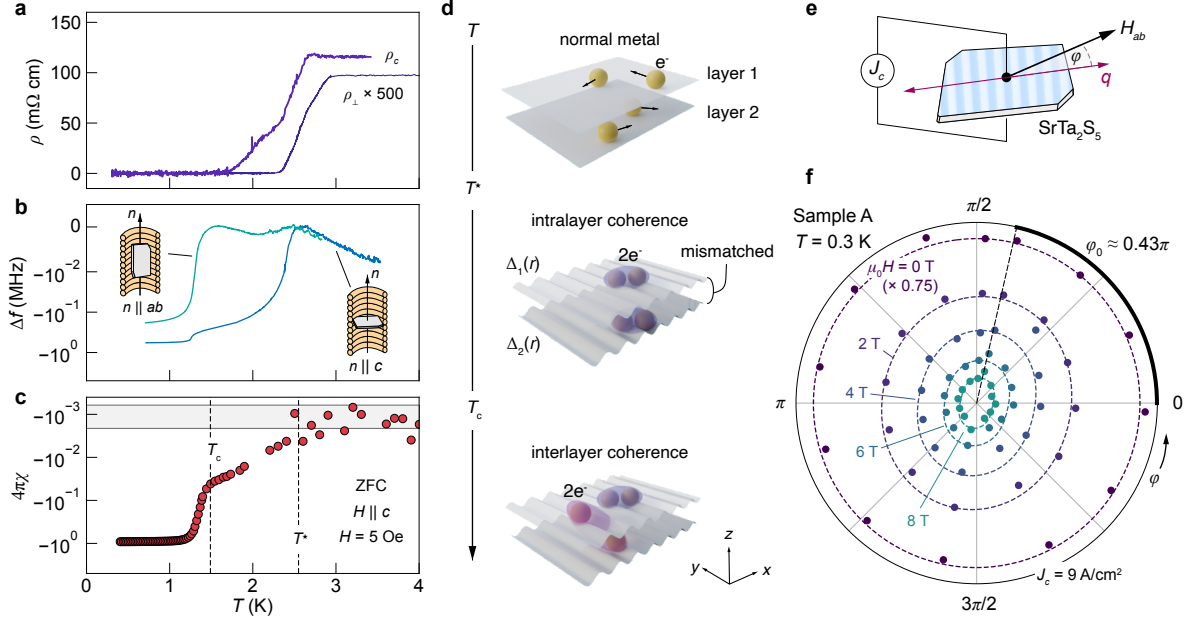 a
150
100
50
0
ρ (mΩ cm)
ρc
ρ⊥ × 500
b
0
−10⁻²
−10⁻¹
−10⁰
Δf (MHz)
n
n || ab
n
n || c
c
−10⁻³
−10⁻²
−10⁻¹
−10⁰
4πχ
Tc
T*
ZFC
H || c
H = 5 Oe
0
1
2
3
4
T (K)
d
T
T*
Tc
normal metal
e⁻
layer 1
layer 2
intralayer coherence
mismatched
2e⁻
Δ₁(r)
Δ₂(r)
interlayer coherence
2e⁻
z
y
x
e
Jc
Hab
φ
q
SrTa₂S₅
f
Sample A
T = 0.3 K
π/2
φ₀ ≈ 0.43π
μ₀H = 0 T
(× 0.75)
2 T
4 T
6 T
8 T
π
0
φ
Jc = 9 A/cm²
3π/2